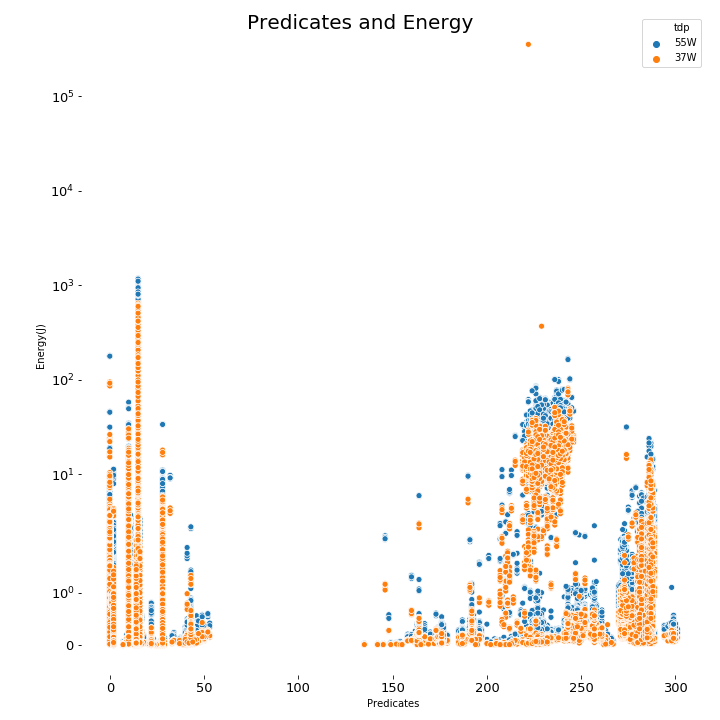 Predicates and Energy
tdp
55W
37W
10^5
10^4
10^3
10^2
10^1
10^0
0
Energy(J)
0 50 100 150 200 250 300
Predicates